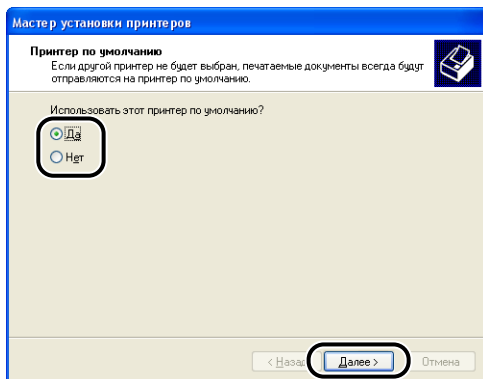 Мастер установки принтеров
Принтер по умолчанию
Если другой принтер не будет выбран, печатаемые документы всегда будут
отправляются на принтер по умолчанию.
Использовать этот принтер по умолчанию?
Да
Нет
< Назад
Далее >
Отмена